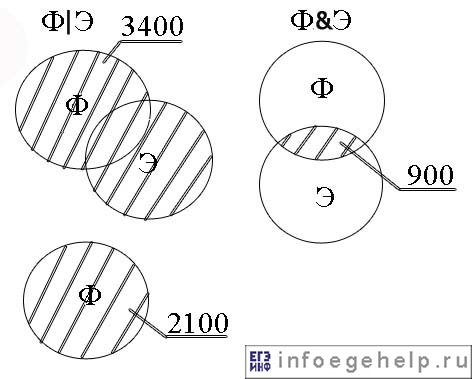 Ф|Э
3400
Ф
Э
Ф&Э
Ф
Э
900
Ф
2100
ЕГЭ ИНФ infoegehelp.ru